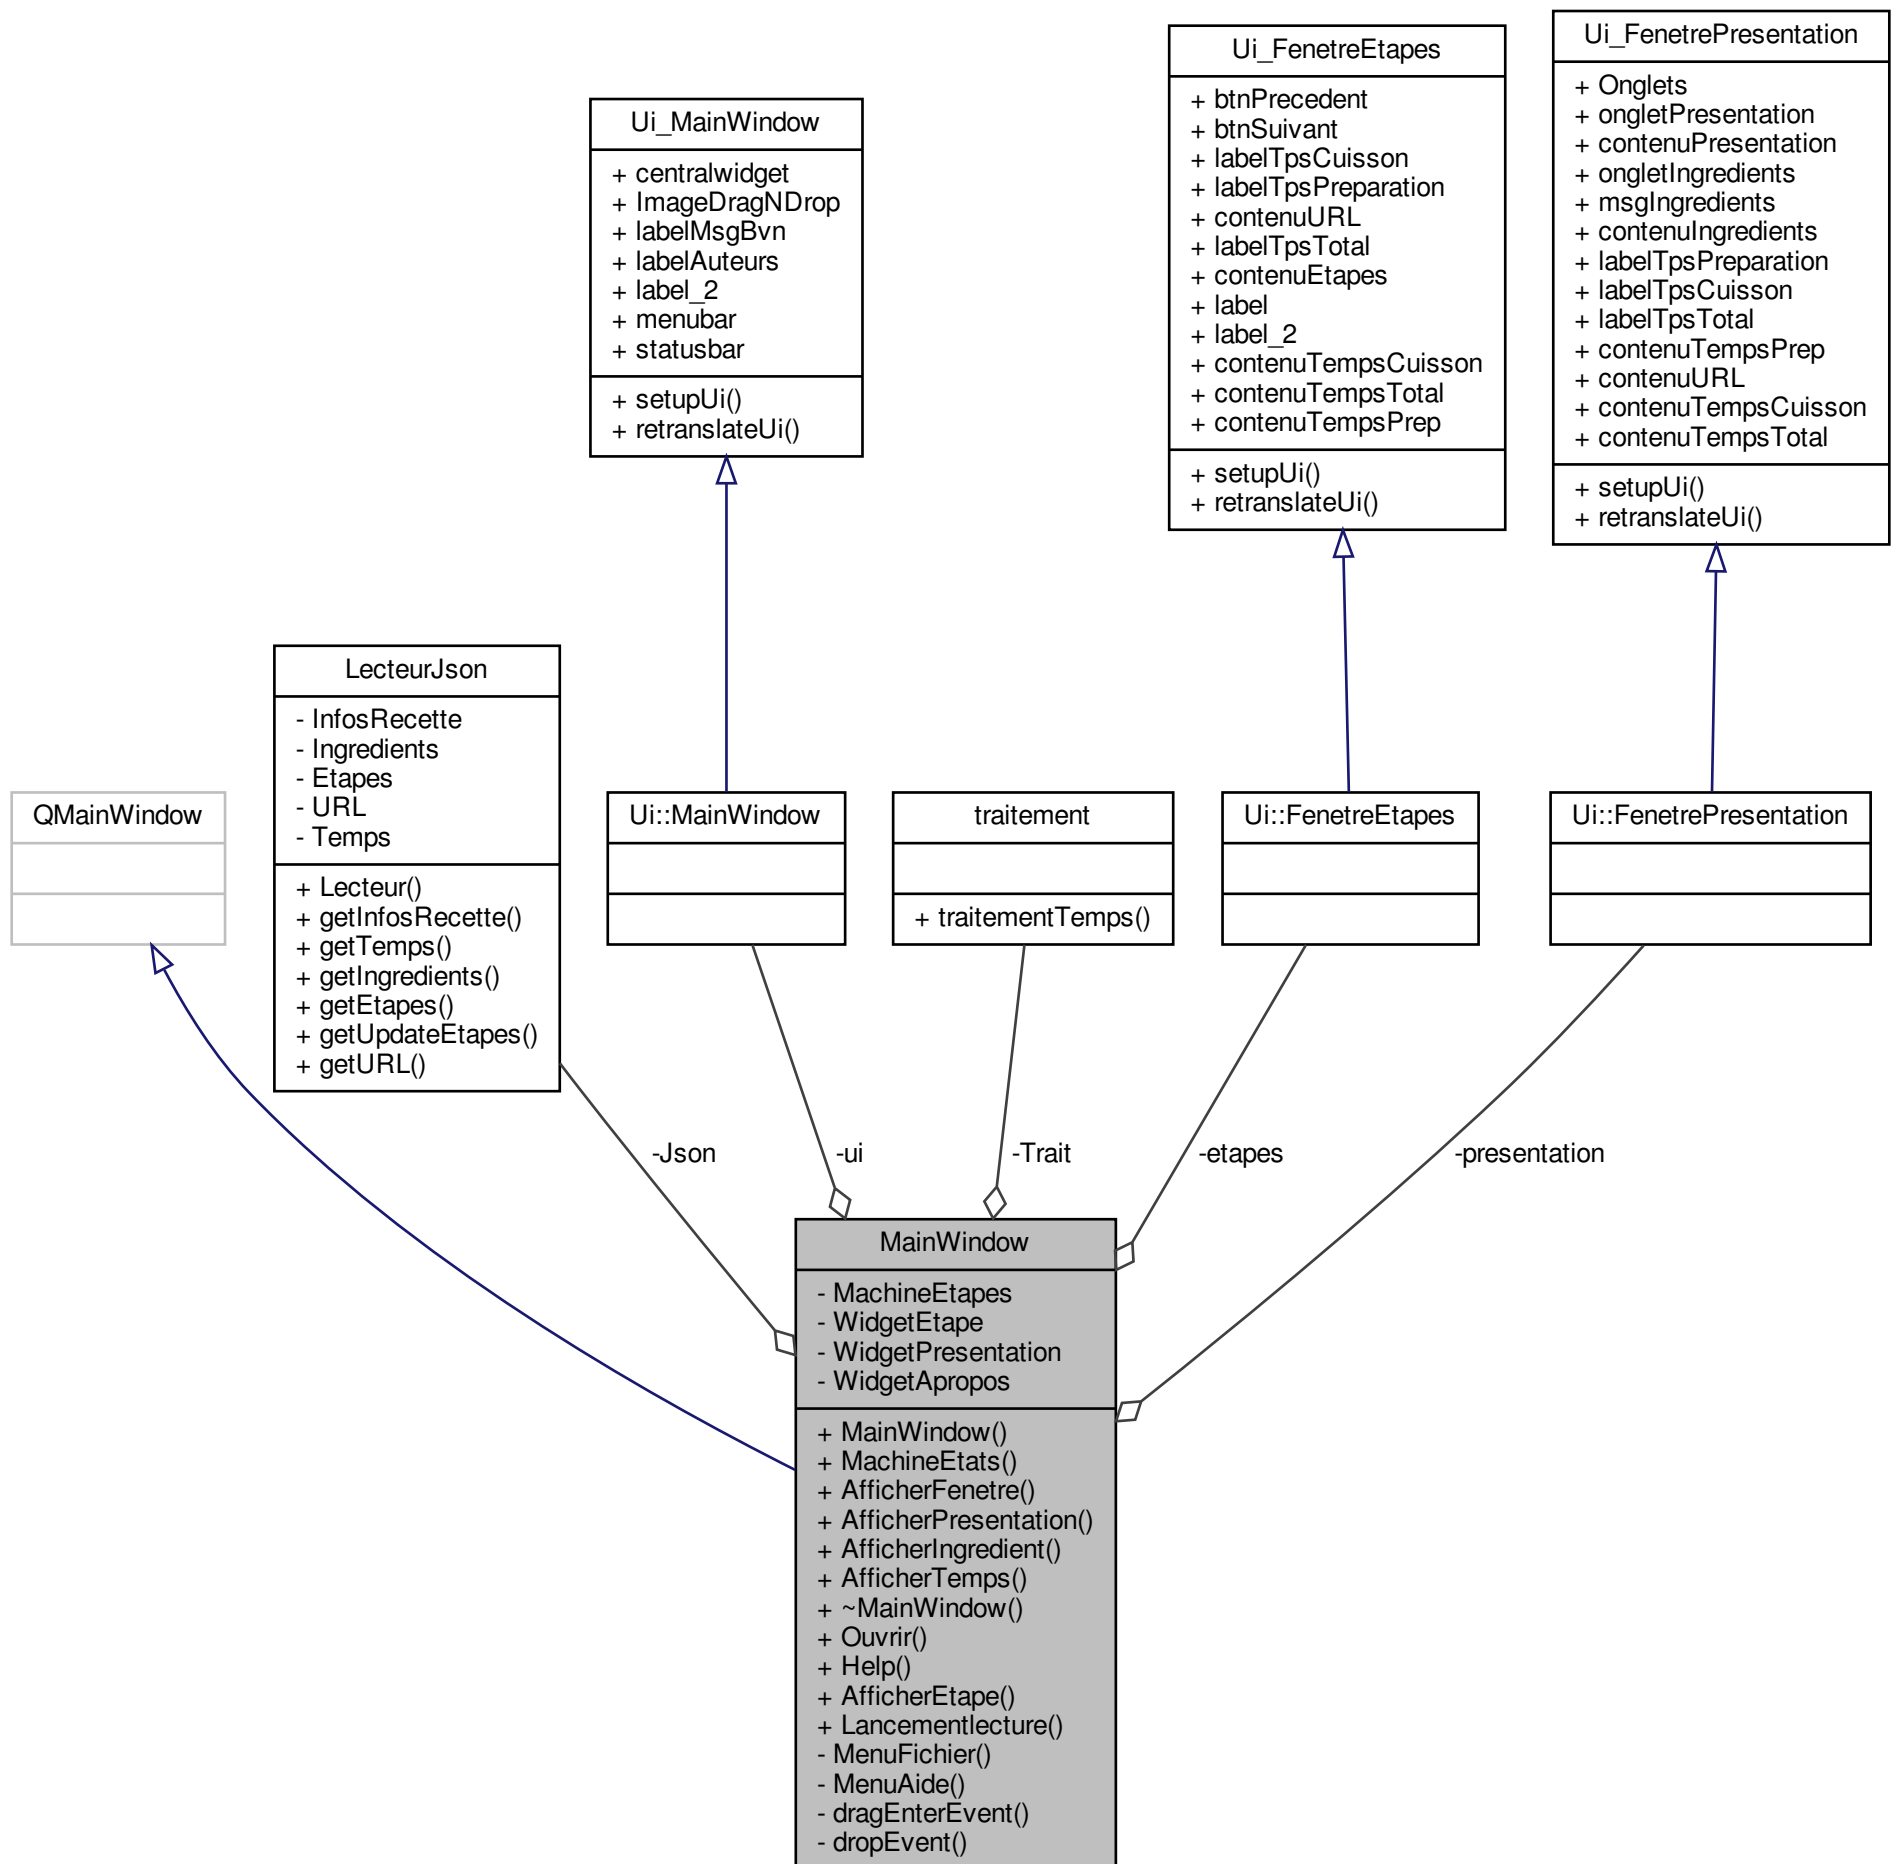 Ui_FenetrePresentation
+ Onglets
+ ongletPresentation
+ contenuPresentation
+ ongletIngredients
+ msgIngredients
+ contenuIngredients
+ labelTpsPreparation
+ labelTpsCuisson
+ labelTpsTotal
+ contenuTempsPrep
+ contenuURL
+ contenuTempsCuisson
+ contenuTempsTotal
+ setupUi()
+ retranslateUi()
Ui_FenetreEtapes
+ btnPrecedent
+ btnSuivant
+ labelTpsCuisson
+ labelTpsPreparation
+ contenuURL
+ labelTpsTotal
+ contenuEtapes
+ label
+ label_2
+ contenuTempsCuisson
+ contenuTempsTotal
+ contenuTempsPrep
+ setupUi()
+ retranslateUi()
Ui_MainWindow
+ centralwidget
+ ImageDragNDrop
+ labelMsgBvn
+ labelAuteurs
+ label_2
+ menubar
+ statusbar
+ setupUi()
+ retranslateUi()
LecteurJson
- InfosRecette
- Ingredients
- Etapes
- URL
- Temps
+ Lecteur()
+ getInfosRecette()
+ getTemps()
+ getIngredients()
+ getEtapes()
+ getUpdateEtapes()
+ getURL()
QMainWindow
Ui::MainWindow
traitement
+ traitementTemps()
Ui::FenetreEtapes
Ui::FenetrePresentation
-Json
-ui
-Trait
-etapes
-presentation
MainWindow
- MachineEtapes
- WidgetEtape
- WidgetPresentation
- WidgetApropos
+ MainWindow()
+ MachineEtats()
+ AfficherFenetre()
+ AfficherPresentation()
+ AfficherIngredient()
+ AfficherTemps()
+ ~MainWindow()
+ Ouvrir()
+ Help()
+ AfficherEtape()
+ Lancementlecture()
- MenuFichier()
- MenuAide()
- dragEnterEvent()
- dropEvent()